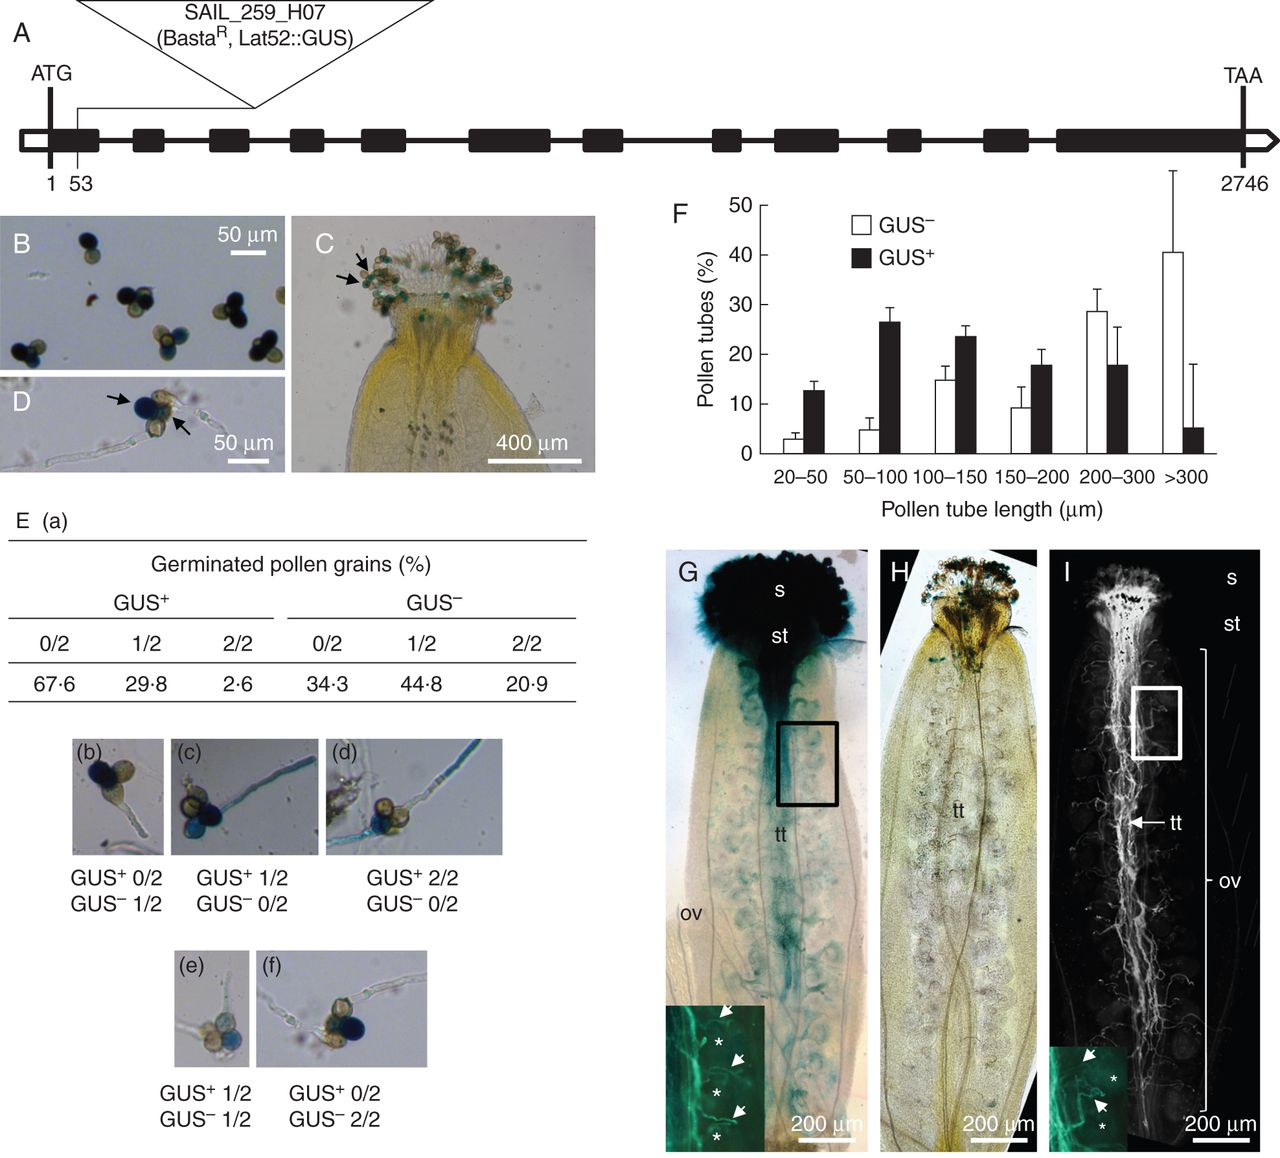 A
SAIL_259_H07
(Basta^R, Lat52::GUS)
ATG
TAA
1
53
2746
B
50 µm
C
400 µm
D
50 µm
E (a)
Germinated pollen grains (%)
GUS+ GUS–
0/2 1/2 2/2 0/2 1/2 2/2
67·6 29·8 2·6 34·3 44·8 20·9
(b)
(c)
(d)
GUS+ 0/2
GUS– 1/2
GUS+ 1/2
GUS– 0/2
GUS+ 2/2
GUS– 0/2
(e)
(f)
GUS+ 1/2
GUS– 1/2
GUS+ 0/2
GUS– 2/2
F
GUS–
GUS+
Pollen tubes (%)
50
40
30
20
10
0
20–50 50–100 100–150 150–200 200–300 >300
Pollen tube length (µm)
G
s
st
tt
ov
*
*
*
200 µm
H
tt
200 µm
I
s
st
tt
ov
*
*
200 µm